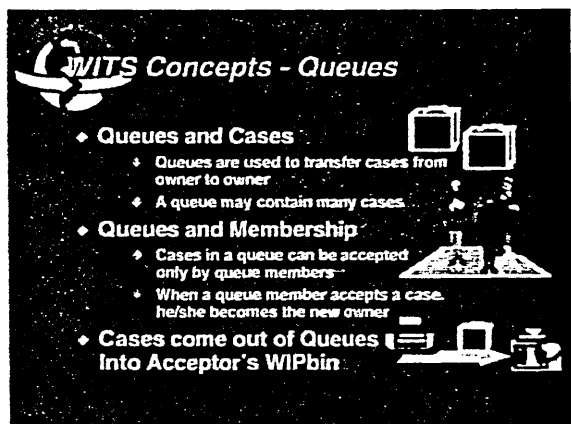 WITS Concepts - Queues
Queues and Cases
Queues are used to transfer cases from
owner to owner
A queue may contain many cases
Queues and Membership
Cases in a queue can be accepted
only by queue members
When a queue member accepts a case,
he/she becomes the new owner
Cases come out of Queues
Into Acceptor's WIPbin